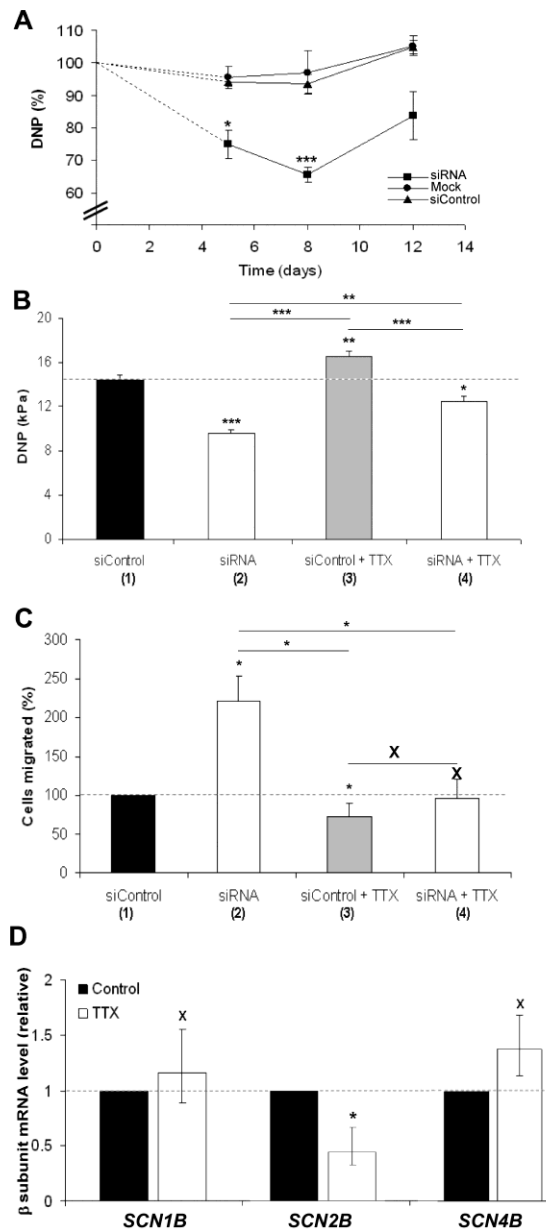 A
110
100
90
80
70
60
DNP (%)
*
***
siRNA
Mock
siControl
0 2 4 6 8 10 12 14
Time (days)
B
**
*** ***
20
16
12
8
4
0
DNP (kPa)
***
**
*
siControl siRNA siControl + TTX siRNA + TTX
(1) (2) (3) (4)
C
*
*
X
300
250
200
150
100
50
0
Cells migrated (%)
*
*
X
siControl siRNA siControl + TTX siRNA + TTX
(1) (2) (3) (4)
D
2
1.5
1
0.5
0
β subunit mRNA level (relative)
Control
TTX
X
*
X
SCN1B SCN2B SCN4B